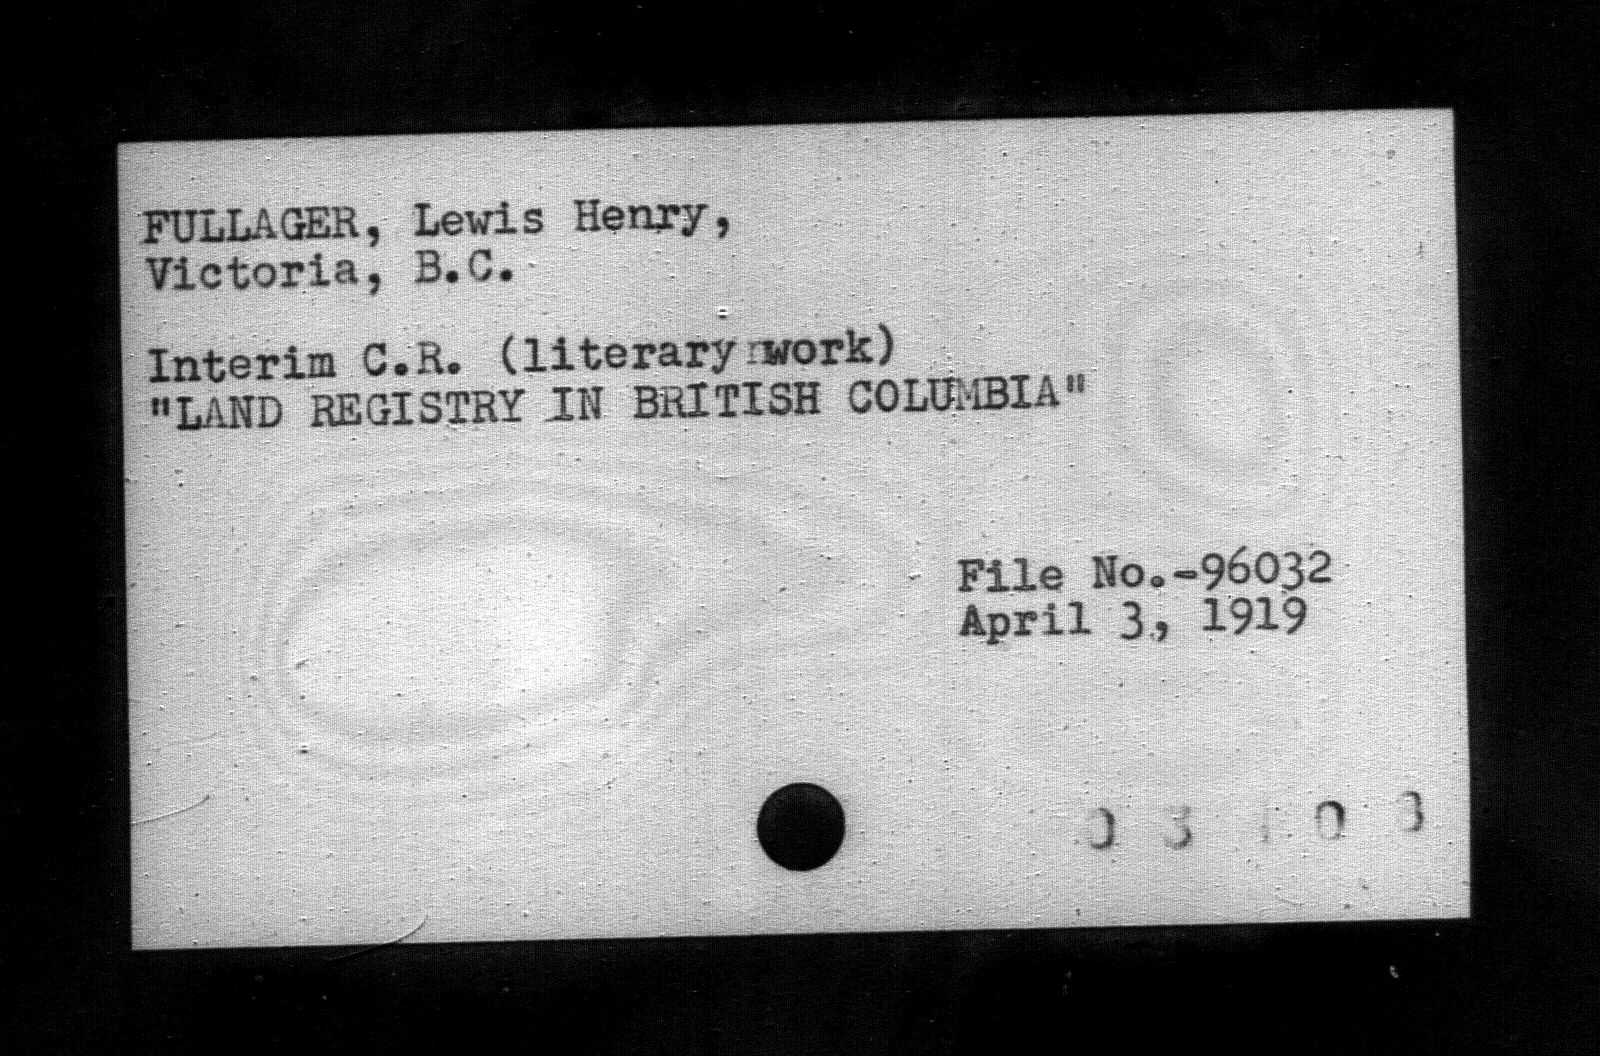 FULLAGER, Lewis Henry,
Victoria, B.C.
Interim C.R. (literary work)
"LAND REGISTRY IN BRITISH COLUMBIA"
File No.-96032
April 3, 1919